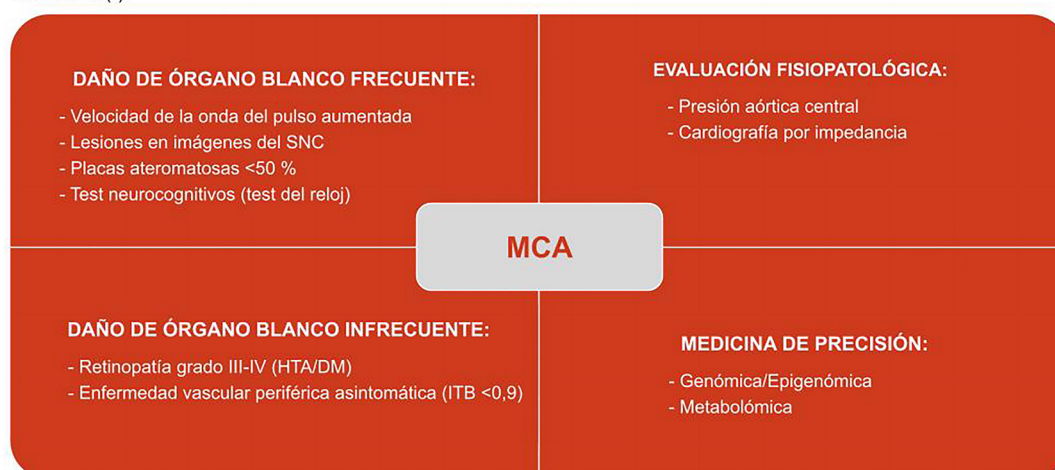 DAÑO DE ÓRGANO BLANCO FRECUENTE:
- Velocidad de la onda del pulso aumentada
- Lesiones en imágenes del SNC
- Placas ateromatosas <50 %
- Test neurocognitivos (test del reloj)
EVALUACIÓN FISIOPATOLÓGICA:
- Presión aórtica central
- Cardiografía por impedancia
MCA
DAÑO DE ÓRGANO BLANCO INFRECUENTE:
- Retinopatía grado III-IV (HTA/DM)
- Enfermedad vascular periférica asintomática (ITB <0,9)
MEDICINA DE PRECISIÓN:
- Genómica/Epigenómica
- Metabolómica